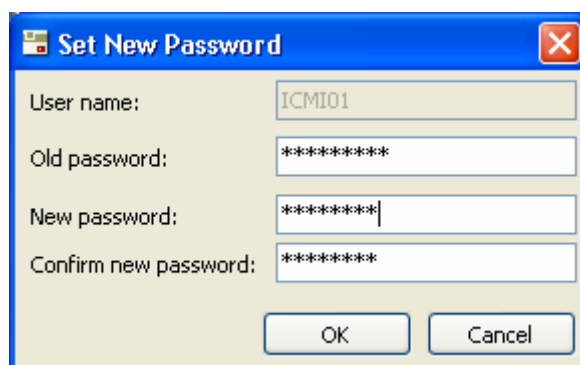 Set New Password
User name: ICMI01
Old password: *********
New password: ********
Confirm new password: ********
OK Cancel